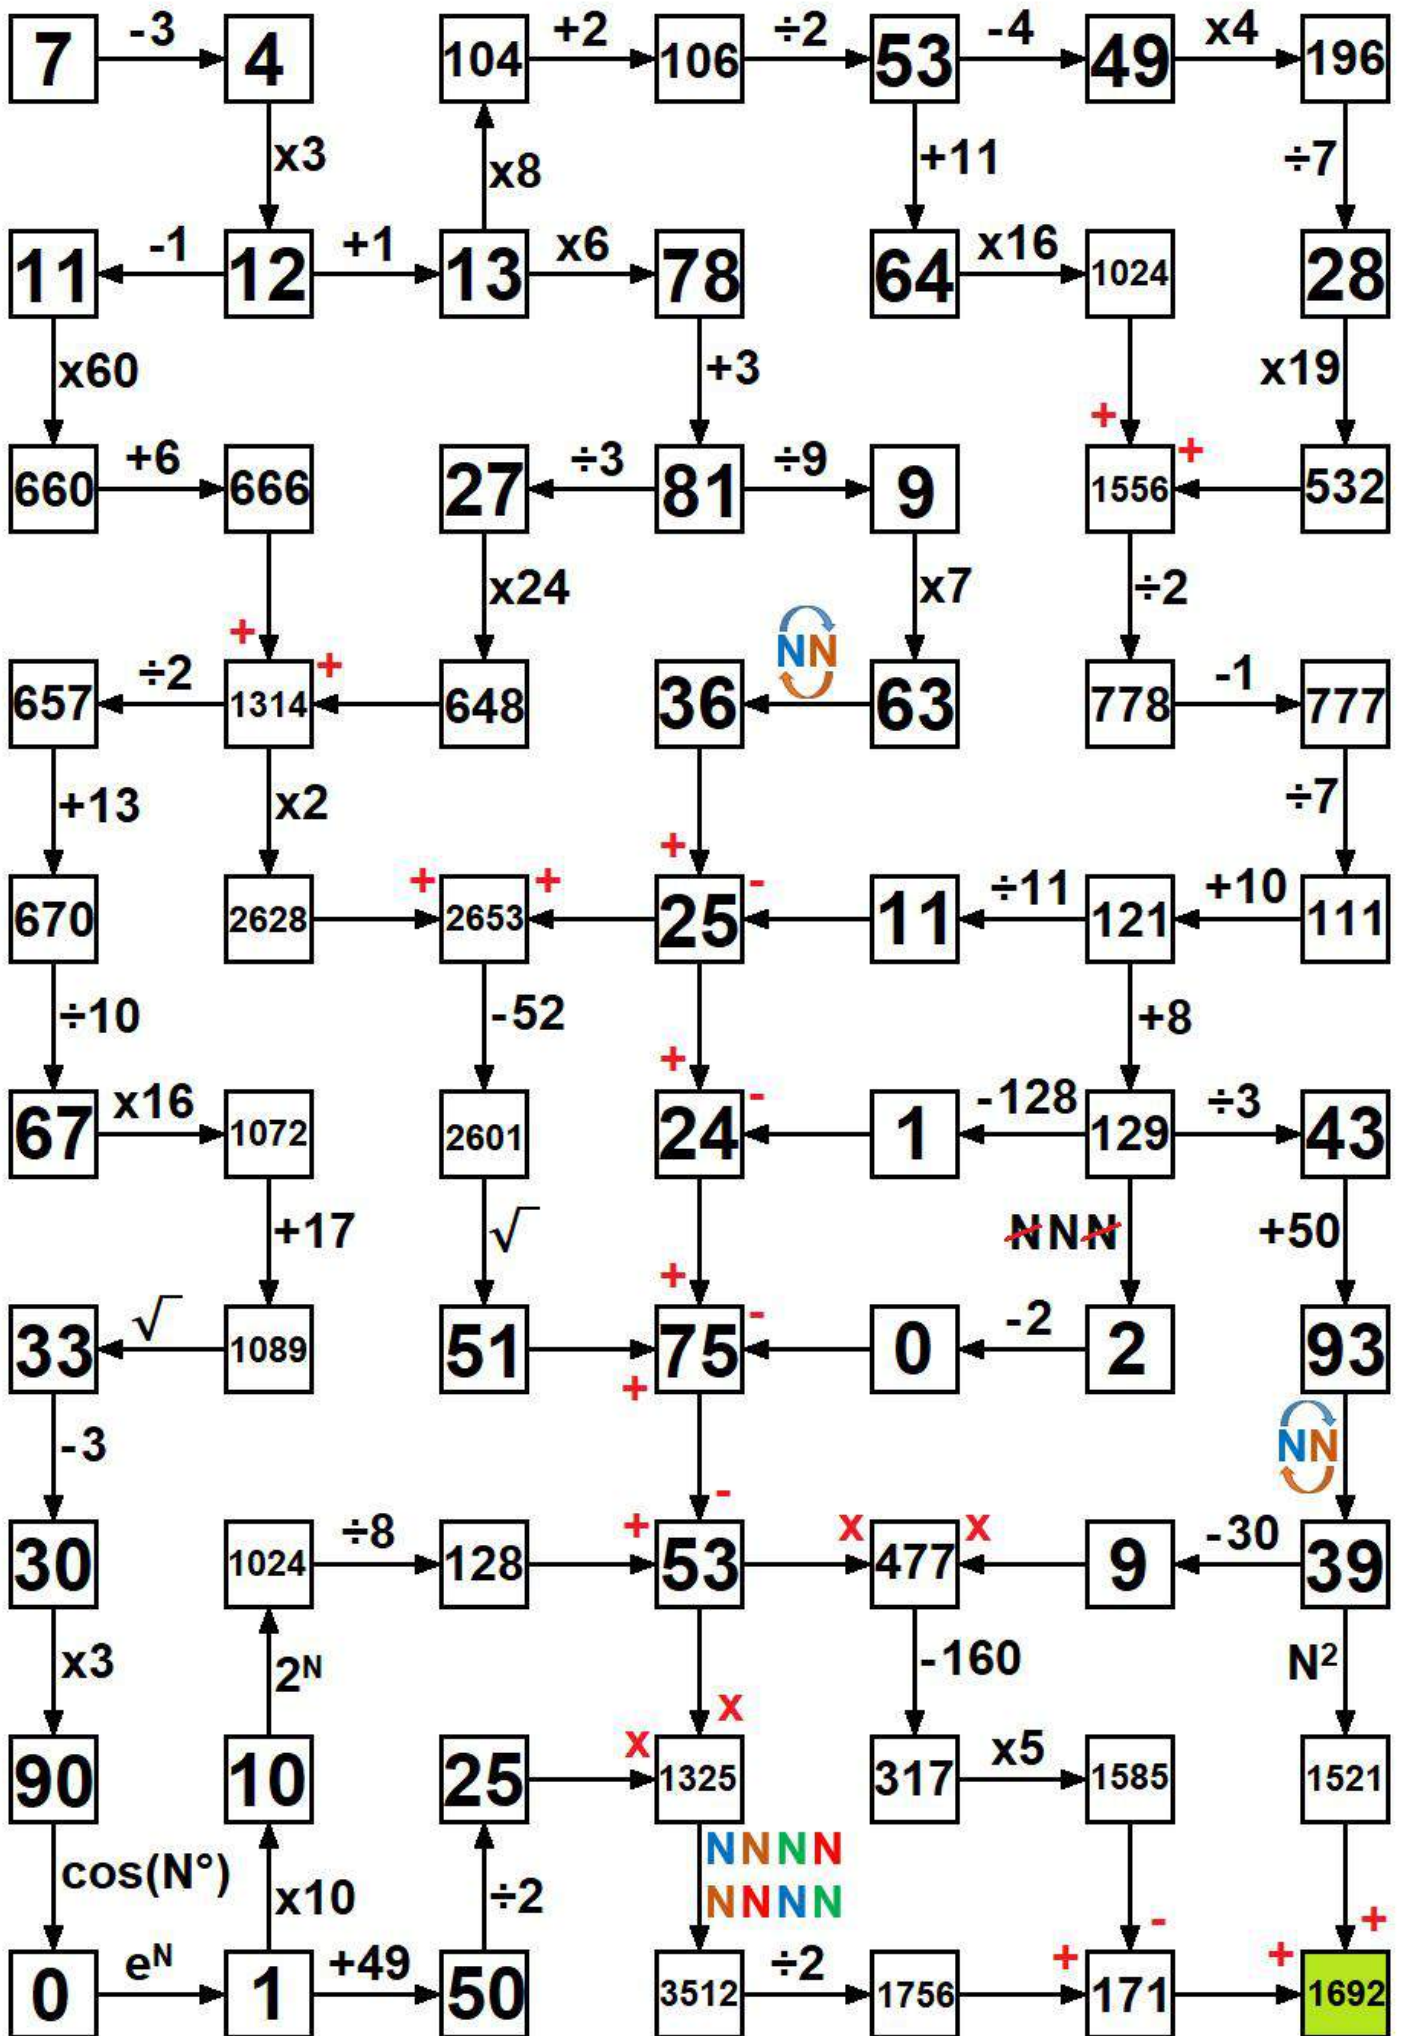 7 -3 4 104 +2 106 ÷2 53 -4 49 x4 196
x3 x8 +11 ÷7
11 -1 12 +1 13 x6 78 64 x16 1024 28
x60 +3 x19
+
660 +6 666 27 ÷3 81 ÷9 9 1556 + 532
x24 x7 ÷2
NN
+
657 ÷2 1314 + 648 36 63 778 -1 777
+13 x2 ÷7
+
670 2628 + 2653 + 25 - 11 ÷11 121 +10 111
÷10 -52 +8
+
67 x16 1072 2601 24 - 1 -128 129 ÷3 43
+17 √ NNN +50
+
33 √ 1089 51 + 75 - 0 -2 2 93
-3 NN
-
30 1024 ÷8 128 + 53 x 477 x 9 -30 39
x3 2ᴺ -160 N²
x
90 10 25 x 1325 317 x5 1585 1521
NNNN
cos(N°) x10 ÷2
NNNN
- +
0 eᴺ 1 +49 50 3512 ÷2 1756 + 171 + 1692